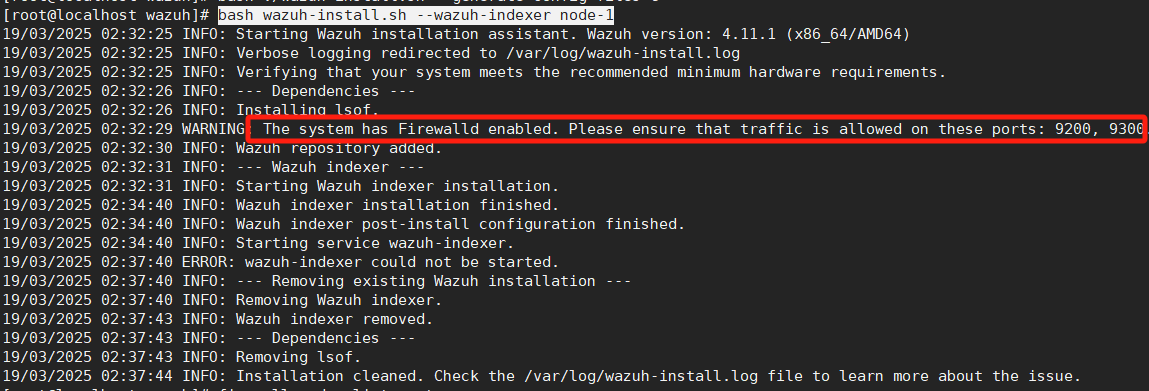 [root@localhost wazuh]# bash wazuh-install.sh --wazuh-indexer node-1
19/03/2025 02:32:25 INFO: Starting Wazuh installation assistant. Wazuh version: 4.11.1 (x86_64/AMD64)
19/03/2025 02:32:25 INFO: Verbose logging redirected to /var/log/wazuh-install.log
19/03/2025 02:32:25 INFO: Verifying that your system meets the recommended minimum hardware requirements.
19/03/2025 02:32:26 INFO: --- Dependencies ---
19/03/2025 02:32:26 INFO: Installing lsof.
19/03/2025 02:32:29 WARNING: The system has Firewalld enabled. Please ensure that traffic is allowed on these ports: 9200, 9300.
19/03/2025 02:32:30 INFO: Wazuh repository added.
19/03/2025 02:32:31 INFO: --- Wazuh indexer ---
19/03/2025 02:32:31 INFO: Starting Wazuh indexer installation.
19/03/2025 02:34:40 INFO: Wazuh indexer installation finished.
19/03/2025 02:34:40 INFO: Wazuh indexer post-install configuration finished.
19/03/2025 02:34:40 INFO: Starting service wazuh-indexer.
19/03/2025 02:37:40 ERROR: wazuh-indexer could not be started.
19/03/2025 02:37:40 INFO: --- Removing existing Wazuh installation ---
19/03/2025 02:37:40 INFO: Removing Wazuh indexer.
19/03/2025 02:37:43 INFO: Wazuh indexer removed.
19/03/2025 02:37:43 INFO: --- Dependencies ---
19/03/2025 02:37:43 INFO: Removing lsof.
19/03/2025 02:37:44 INFO: Installation cleaned. Check the /var/log/wazuh-install.log file to learn more about the issue.